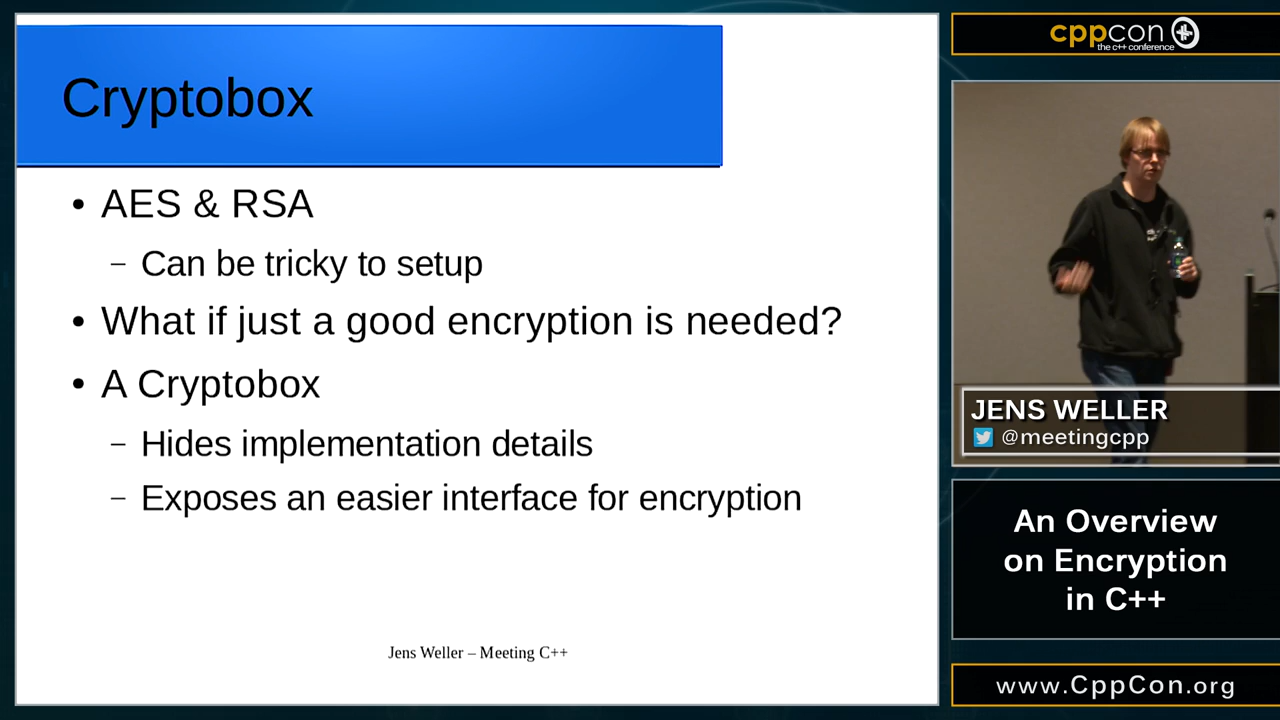 Cryptobox
• AES & RSA
– Can be tricky to setup
• What if just a good encryption is needed?
• A Cryptobox
– Hides implementation details
– Exposes an easier interface for encryption
Jens Weller – Meeting C++
cppcon
the c++ conference
JENS WELLER
@meetingcpp
An Overview
on Encryption
in C++
www.CppCon.org